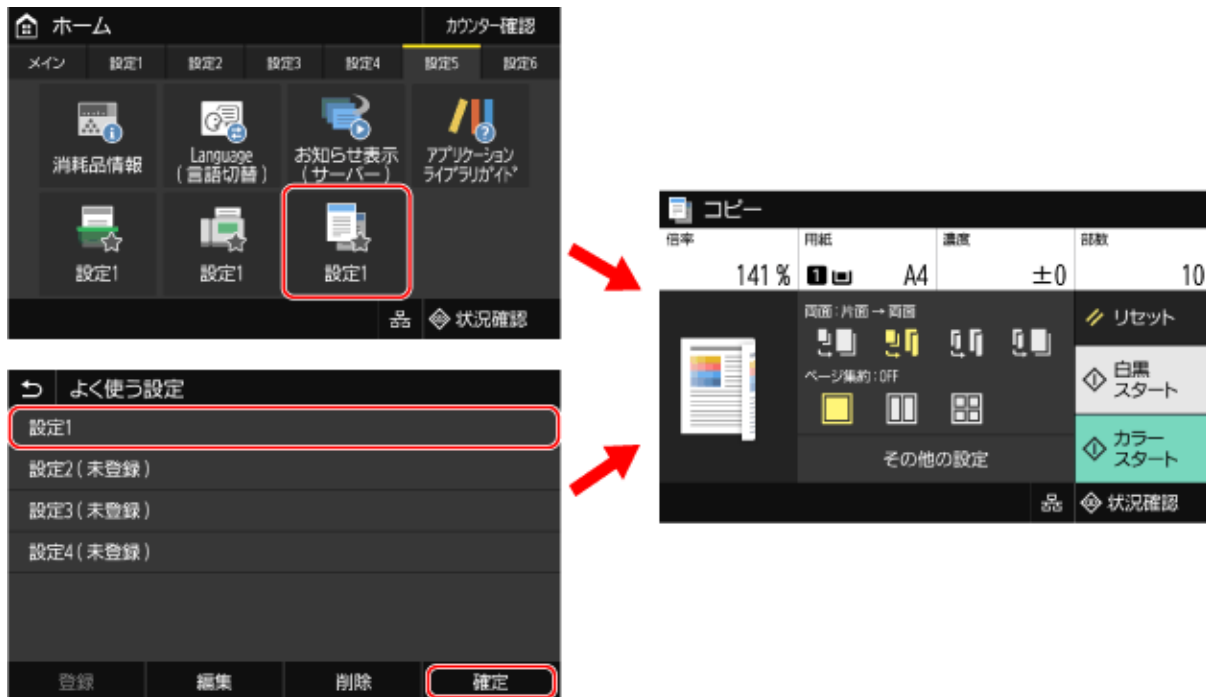 ホーム
カウンター確認
メイン 設定1 設定2 設定3 設定4 設定5 設定6
消耗品情報
Language
(言語切替)
お知らせ表示
(サーバー)
アプリケーション
ライブラリガイド
設定1 設定1 設定1
状況確認
よく使う設定
設定1
設定2(未登録)
設定3(未登録)
設定4(未登録)
登録 編集 削除 確定
コピー
倍率 用紙 濃度 部数
141% 1 A4 ±0 10
両面:片面→両面
リセット
ページ集約:OFF
白黒
スタート
その他の設定
カラー
スタート
状況確認